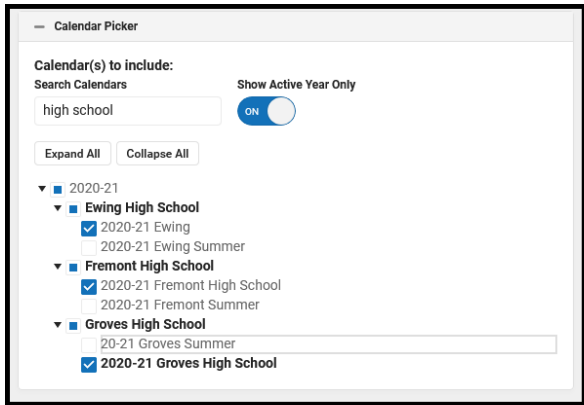 Calendar Picker
Calendar(s) to include:
Search Calendars Show Active Year Only
high school ON
Expand All Collapse All
2020-21
Ewing High School
2020-21 Ewing
2020-21 Ewing Summer
Fremont High School
2020-21 Fremont High School
2020-21 Fremont Summer
Groves High School
20-21 Groves Summer
2020-21 Groves High School